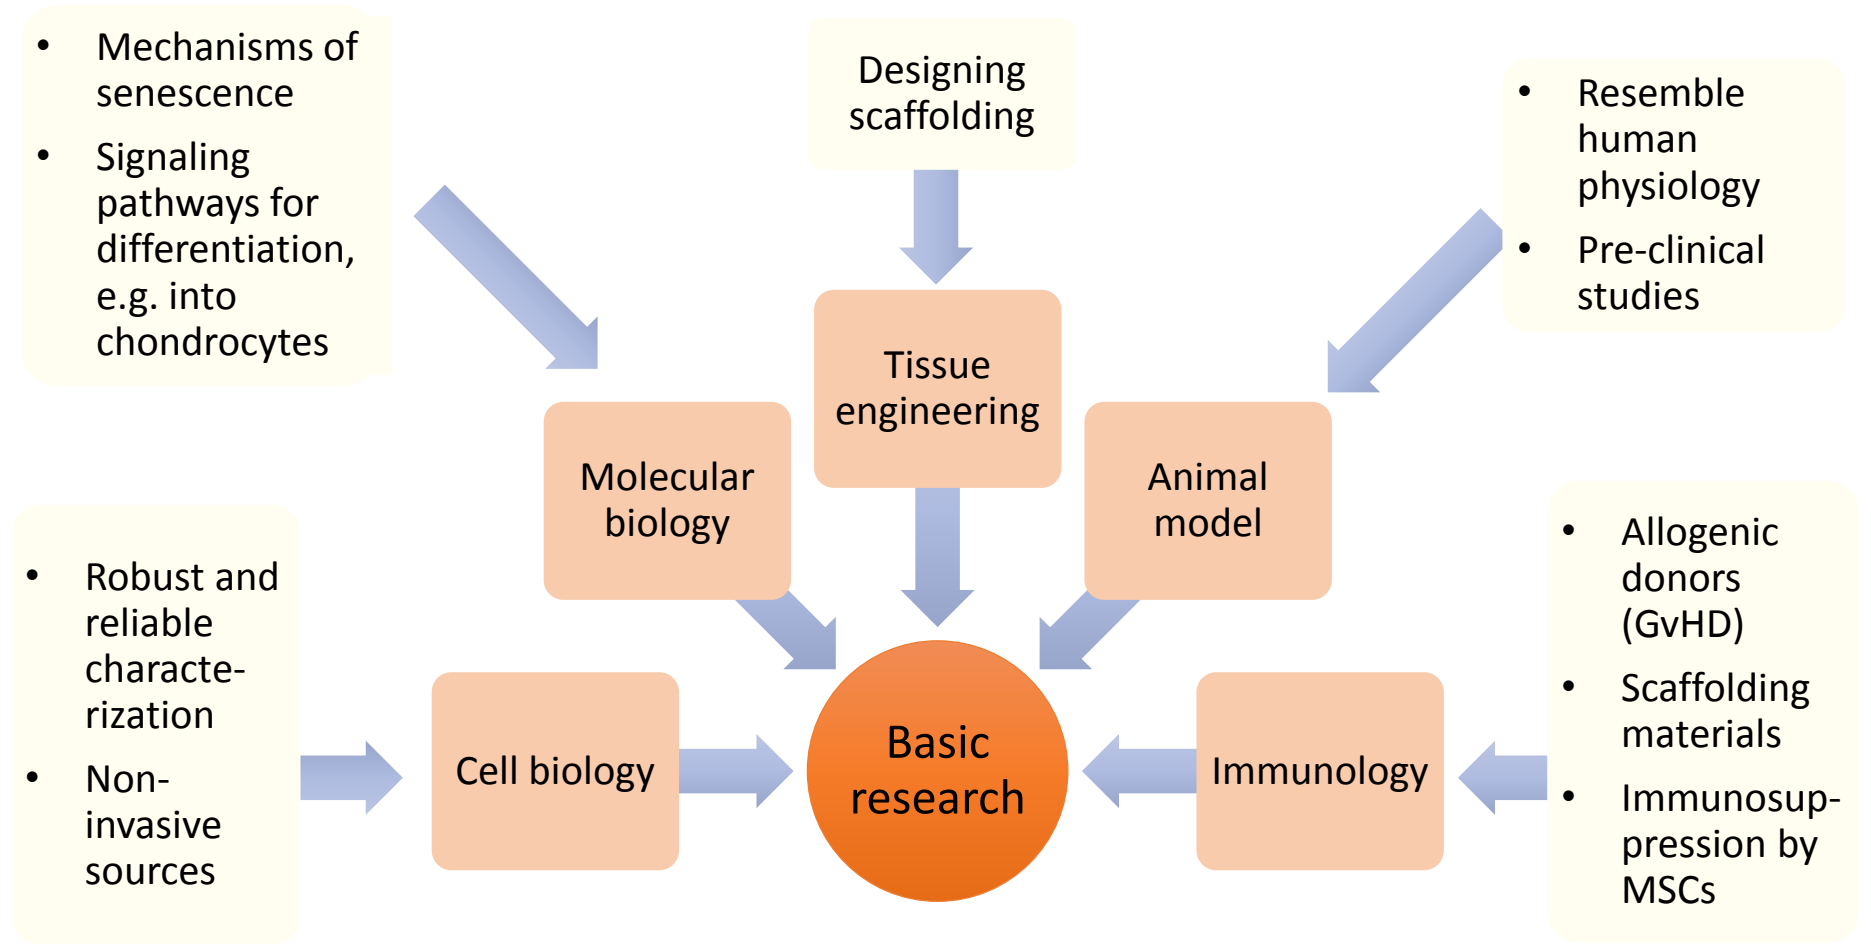 • Mechanisms of
senescence
• Signaling
pathways for
differentiation,
e.g. into
chondrocytes
Designing
scaffolding
• Resemble
human
physiology
• Pre-clinical
studies
Tissue
engineering
Molecular
biology
Animal
model
• Robust and
reliable
characte-
rization
• Non-
invasive
sources
Cell biology
Basic
research
Immunology
• Allogenic
donors
(GvHD)
• Scaffolding
materials
• Immunosup-
pression by
MSCs